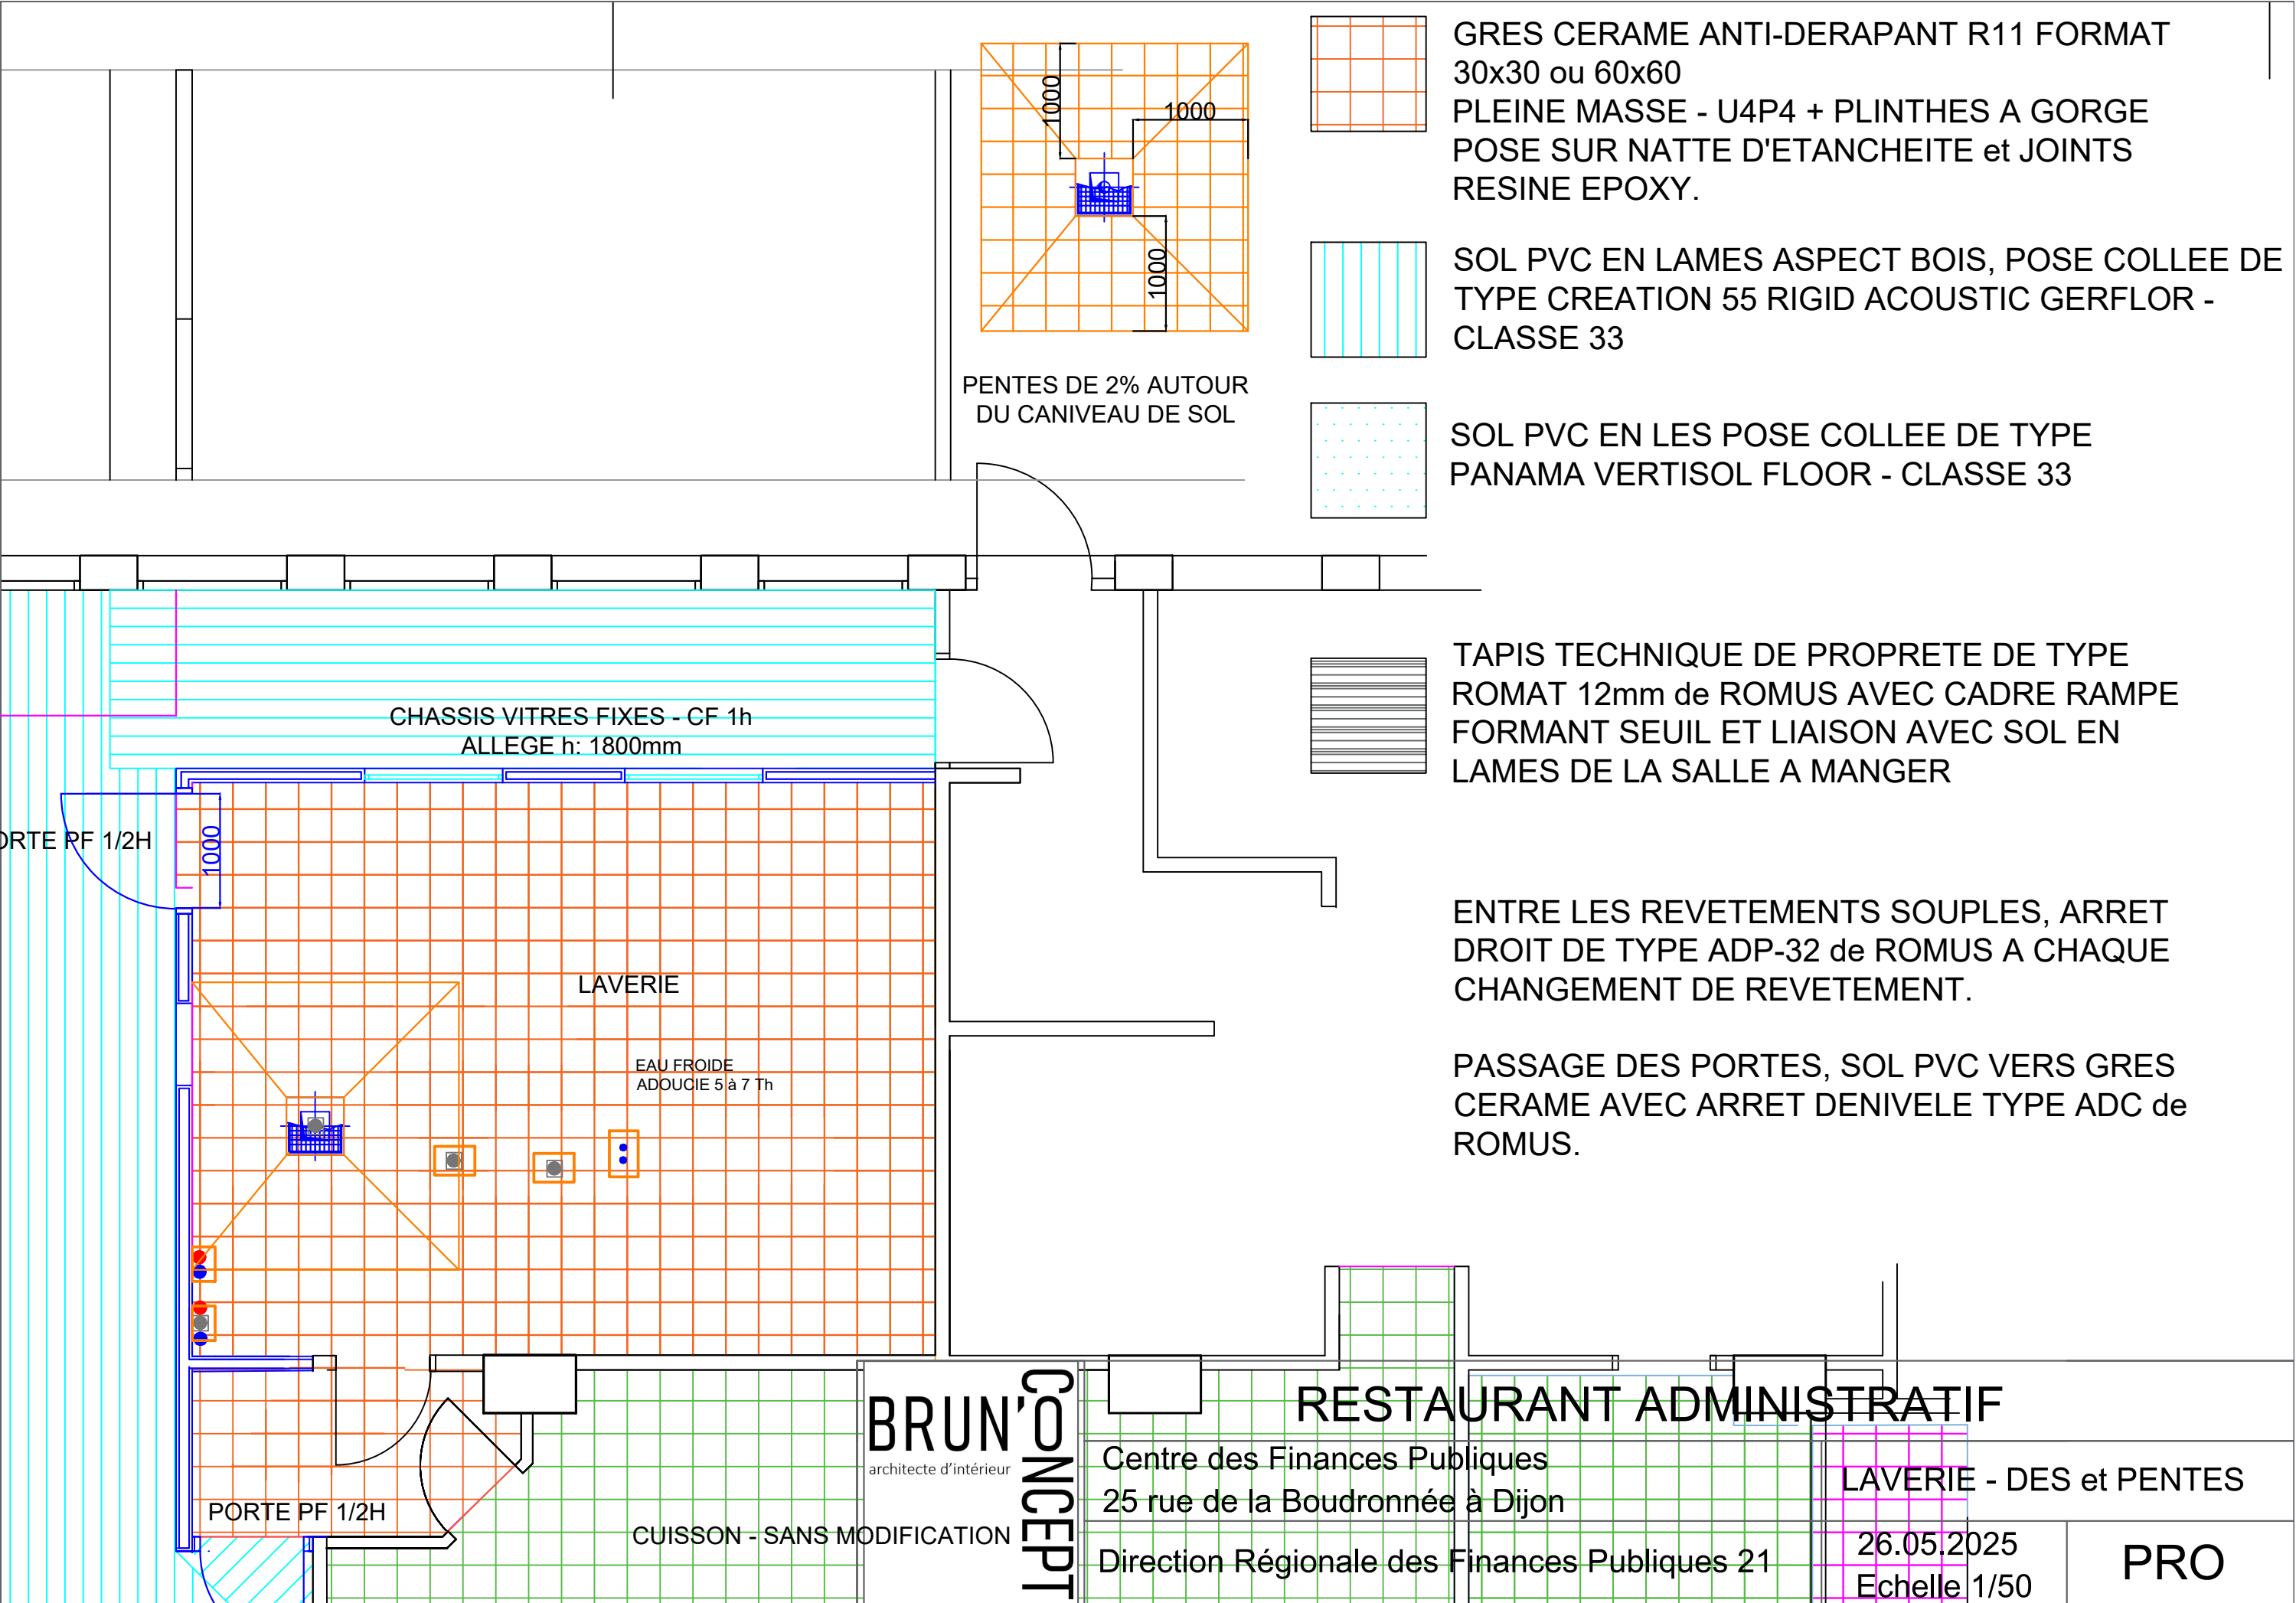 GRES CERAME ANTI-DERAPANT R11 FORMAT
30x30 ou 60x60
PLEINE MASSE - U4P4 + PLINTHES A GORGE
POSE SUR NATTE D'ETANCHEITE et JOINTS
RESINE EPOXY.
1000
1000
1000
PENTES DE 2% AUTOUR
DU CANIVEAU DE SOL
SOL PVC EN LAMES ASPECT BOIS, POSE COLLEE DE
TYPE CREATION 55 RIGID ACOUSTIC GERFLOR -
CLASSE 33
SOL PVC EN LES POSE COLLEE DE TYPE
PANAMA VERTISOL FLOOR - CLASSE 33
TAPIS TECHNIQUE DE PROPRETE DE TYPE
ROMAT 12mm de ROMUS AVEC CADRE RAMPE
FORMANT SEUIL ET LIAISON AVEC SOL EN
LAMES DE LA SALLE A MANGER
CHASSIS VITRES FIXES - CF 1h
ALLEGE h: 1800mm
ORTE PF 1/2H
1000
ENTRE LES REVETEMENTS SOUPLES, ARRET
DROIT DE TYPE ADP-32 de ROMUS A CHAQUE
CHANGEMENT DE REVETEMENT.
LAVERIE
EAU FROIDE
ADOUCIE 5 à 7 Th
PASSAGE DES PORTES, SOL PVC VERS GRES
CERAME AVEC ARRET DENIVELE TYPE ADC de
ROMUS.
PORTE PF 1/2H
CUISSON - SANS MODIFICATION
BRUN'O
CONCEPT
architecte d'intérieur
RESTAURANT ADMINISTRATIF
Centre des Finances Publiques
25 rue de la Boudronnée à Dijon
Direction Régionale des Finances Publiques 21
LAVERIE - DES et PENTES
26.05.2025
Echelle 1/50
PRO